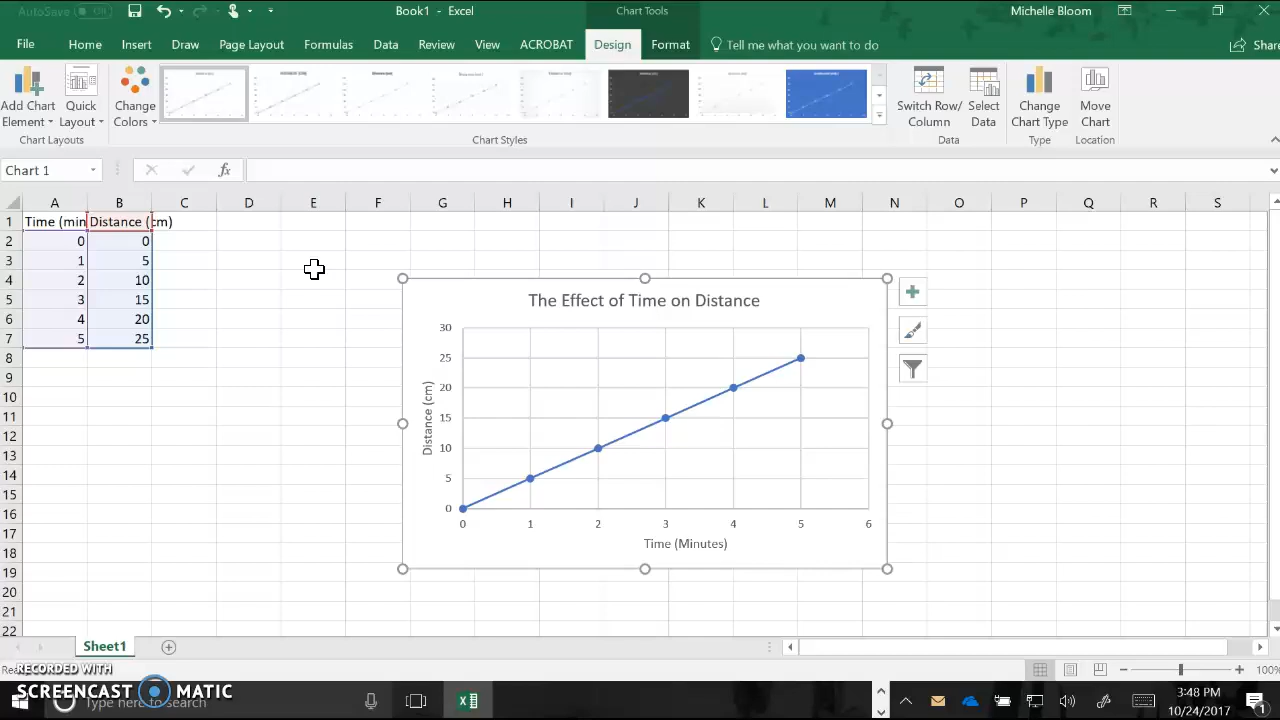 AutoSave Off
Book1 - Excel
Chart Tools
Michelle Bloom
File Home Insert Draw Page Layout Formulas Data Review View ACROBAT Design Format Tell me what you want to do Share
Add Chart Element Quick Layout Change Colors Switch Row/ Column Select Data Change Chart Type Move Chart
Chart Layouts Chart Styles Data Type Location
Chart 1 fx
A B C D E F G H I J K L M N O P Q R S
1 Time (min Distance (cm)
2 0 0
3 1 5
4 2 10
5 3 15
6 4 20
7 5 25
8
9
10
11
12
13
14
15
16
17
18
19
20
21
22
The Effect of Time on Distance
30
25
20
15
10
5
0
Distance (cm)
0 1 2 3 4 5 6
Time (Minutes)
Sheet1
RECORDED WITH
100%
SCREENCAST MATIC
Type here to search
3:48 PM
10/24/2017
1